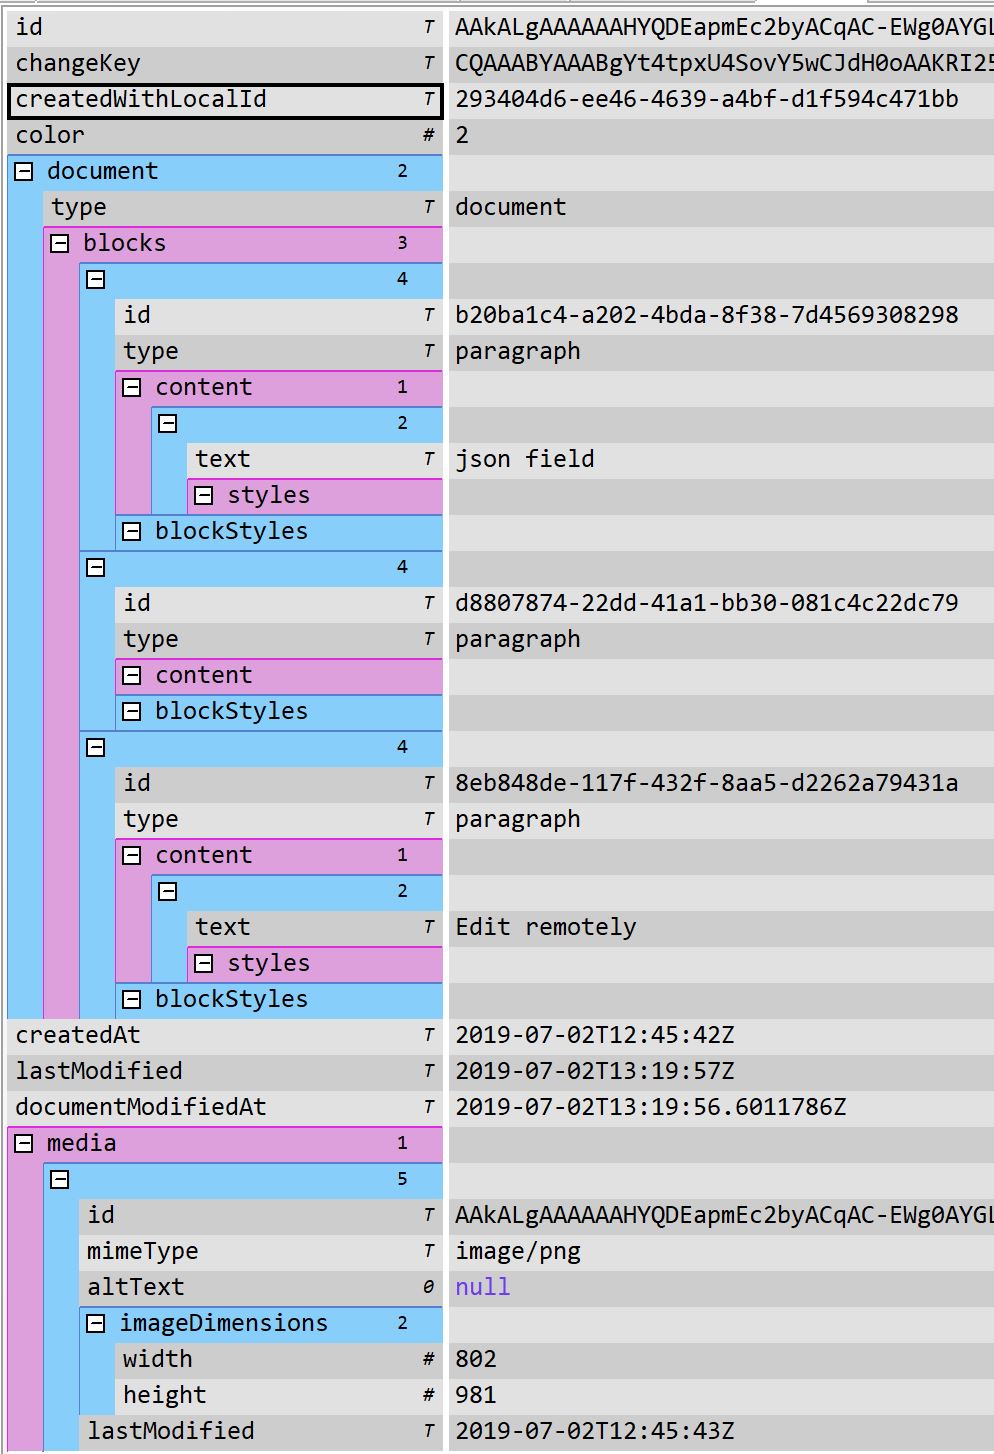 id T AAkALgAAAAAAHYQDEapmEc2byACqAC-EWg0AYGL
changeKey T CQAAABYAAABgYt4tpxU4SovY5wCJdH0oAAKRI25
createdWithLocalId T 293404d6-ee46-4639-a4bf-d1f594c471bb
color # 2
document 2
type T document
blocks 3
4
id T b20ba1c4-a202-4bda-8f38-7d4569308298
type T paragraph
content 1
2
text T json field
styles
blockStyles
4
id T d8807874-22dd-41a1-bb30-081c4c22dc79
type T paragraph
content
blockStyles
4
id T 8eb848de-117f-432f-8aa5-d2262a79431a
type T paragraph
content 1
2
text T Edit remotely
styles
blockStyles
createdAt T 2019-07-02T12:45:42Z
lastModified T 2019-07-02T13:19:57Z
documentModifiedAt T 2019-07-02T13:19:56.6011786Z
media 1
5
id T AAkALgAAAAAAHYQDEapmEc2byACqAC-EWg0AYGL
mimeType T image/png
altText 0 null
imageDimensions 2
width # 802
height # 981
lastModified T 2019-07-02T12:45:43Z